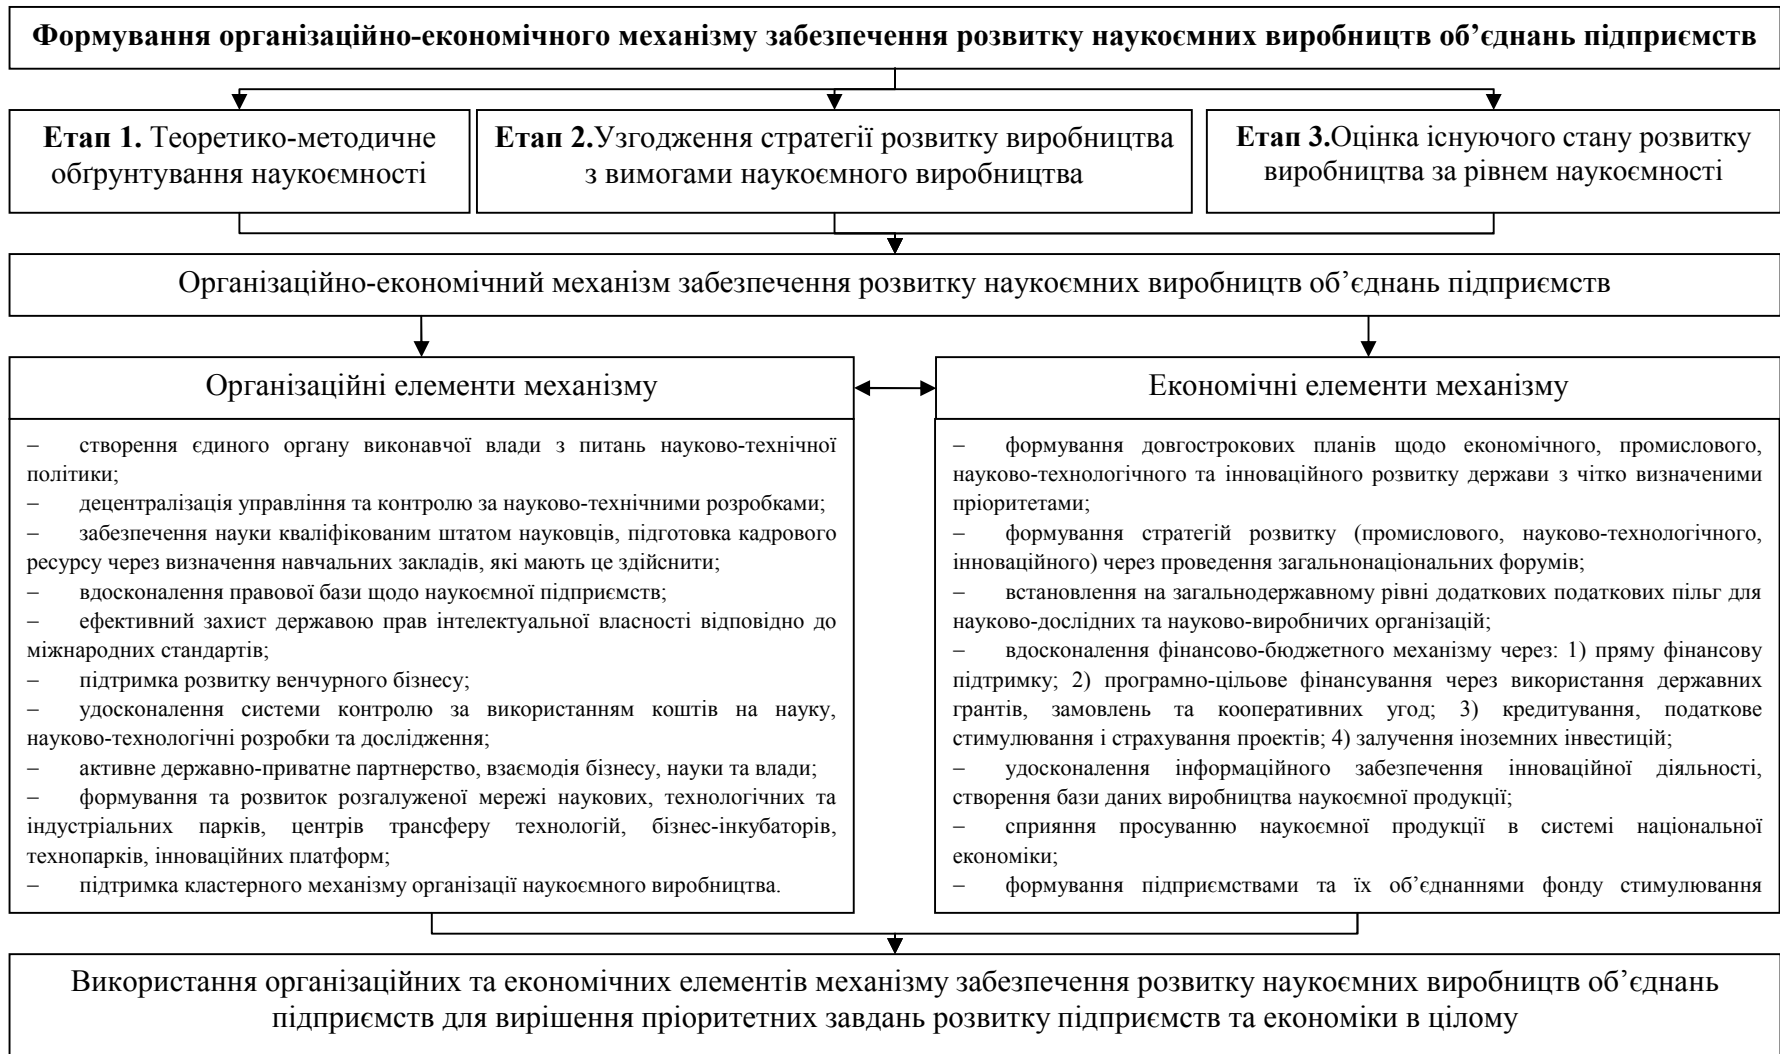 Формування організаційно-економічного механізму забезпечення розвитку наукоємних виробництв об’єднань підприємств
Етап 1. Теоретико-методичне
обґрунтування наукоємності
Етап 2.Узгодження стратегії розвитку виробництва
з вимогами наукоємного виробництва
Етап 3.Оцінка існуючого стану розвитку
виробництва за рівнем наукоємності
Організаційно-економічний механізм забезпечення розвитку наукоємних виробництв об’єднань підприємств
Організаційні елементи механізму
– створення єдиного органу виконавчої влади з питань науково-технічної
політики;
– децентралізація управління та контролю за науково-технічними розробками;
– забезпечення науки кваліфікованим штатом науковців, підготовка кадрового
ресурсу через визначення навчальних закладів, які мають це здійснити;
– вдосконалення правової бази щодо наукоємної підприємств;
– ефективний захист державою прав інтелектуальної власності відповідно до
міжнародних стандартів;
– підтримка розвитку венчурного бізнесу;
– удосконалення системи контролю за використанням коштів на науку,
науково-технологічні розробки та дослідження;
– активне державно-приватне партнерство, взаємодія бізнесу, науки та влади;
– формування та розвиток розгалуженої мережі наукових, технологічних та
індустріальних парків, центрів трансферу технологій, бізнес-інкубаторів,
технопарків, інноваційних платформ;
– підтримка кластерного механізму організації наукоємного виробництва.
Економічні елементи механізму
– формування довгострокових планів щодо економічного, промислового,
науково-технологічного та інноваційного розвитку держави з чітко визначеними
пріоритетами;
– формування стратегій розвитку (промислового, науково-технологічного,
інноваційного) через проведення загальнонаціональних форумів;
– встановлення на загальнодержавному рівні додаткових податкових пільг для
науково-дослідних та науково-виробничих організацій;
– вдосконалення фінансово-бюджетного механізму через: 1) пряму фінансову
підтримку; 2) програмно-цільове фінансування через використання державних
грантів, замовлень та кооперативних угод; 3) кредитування, податкове
стимулювання і страхування проектів; 4) залучення іноземних інвестицій;
– удосконалення інформаційного забезпечення інноваційної діяльності,
створення бази даних виробництва наукоємної продукції;
– сприяння просуванню наукоємної продукції в системі національної
економіки;
– формування підприємствами та їх об’єднаннями фонду стимулювання
Використання організаційних та економічних елементів механізму забезпечення розвитку наукоємних виробництв об’єднань
підприємств для вирішення пріоритетних завдань розвитку підприємств та економіки в цілому